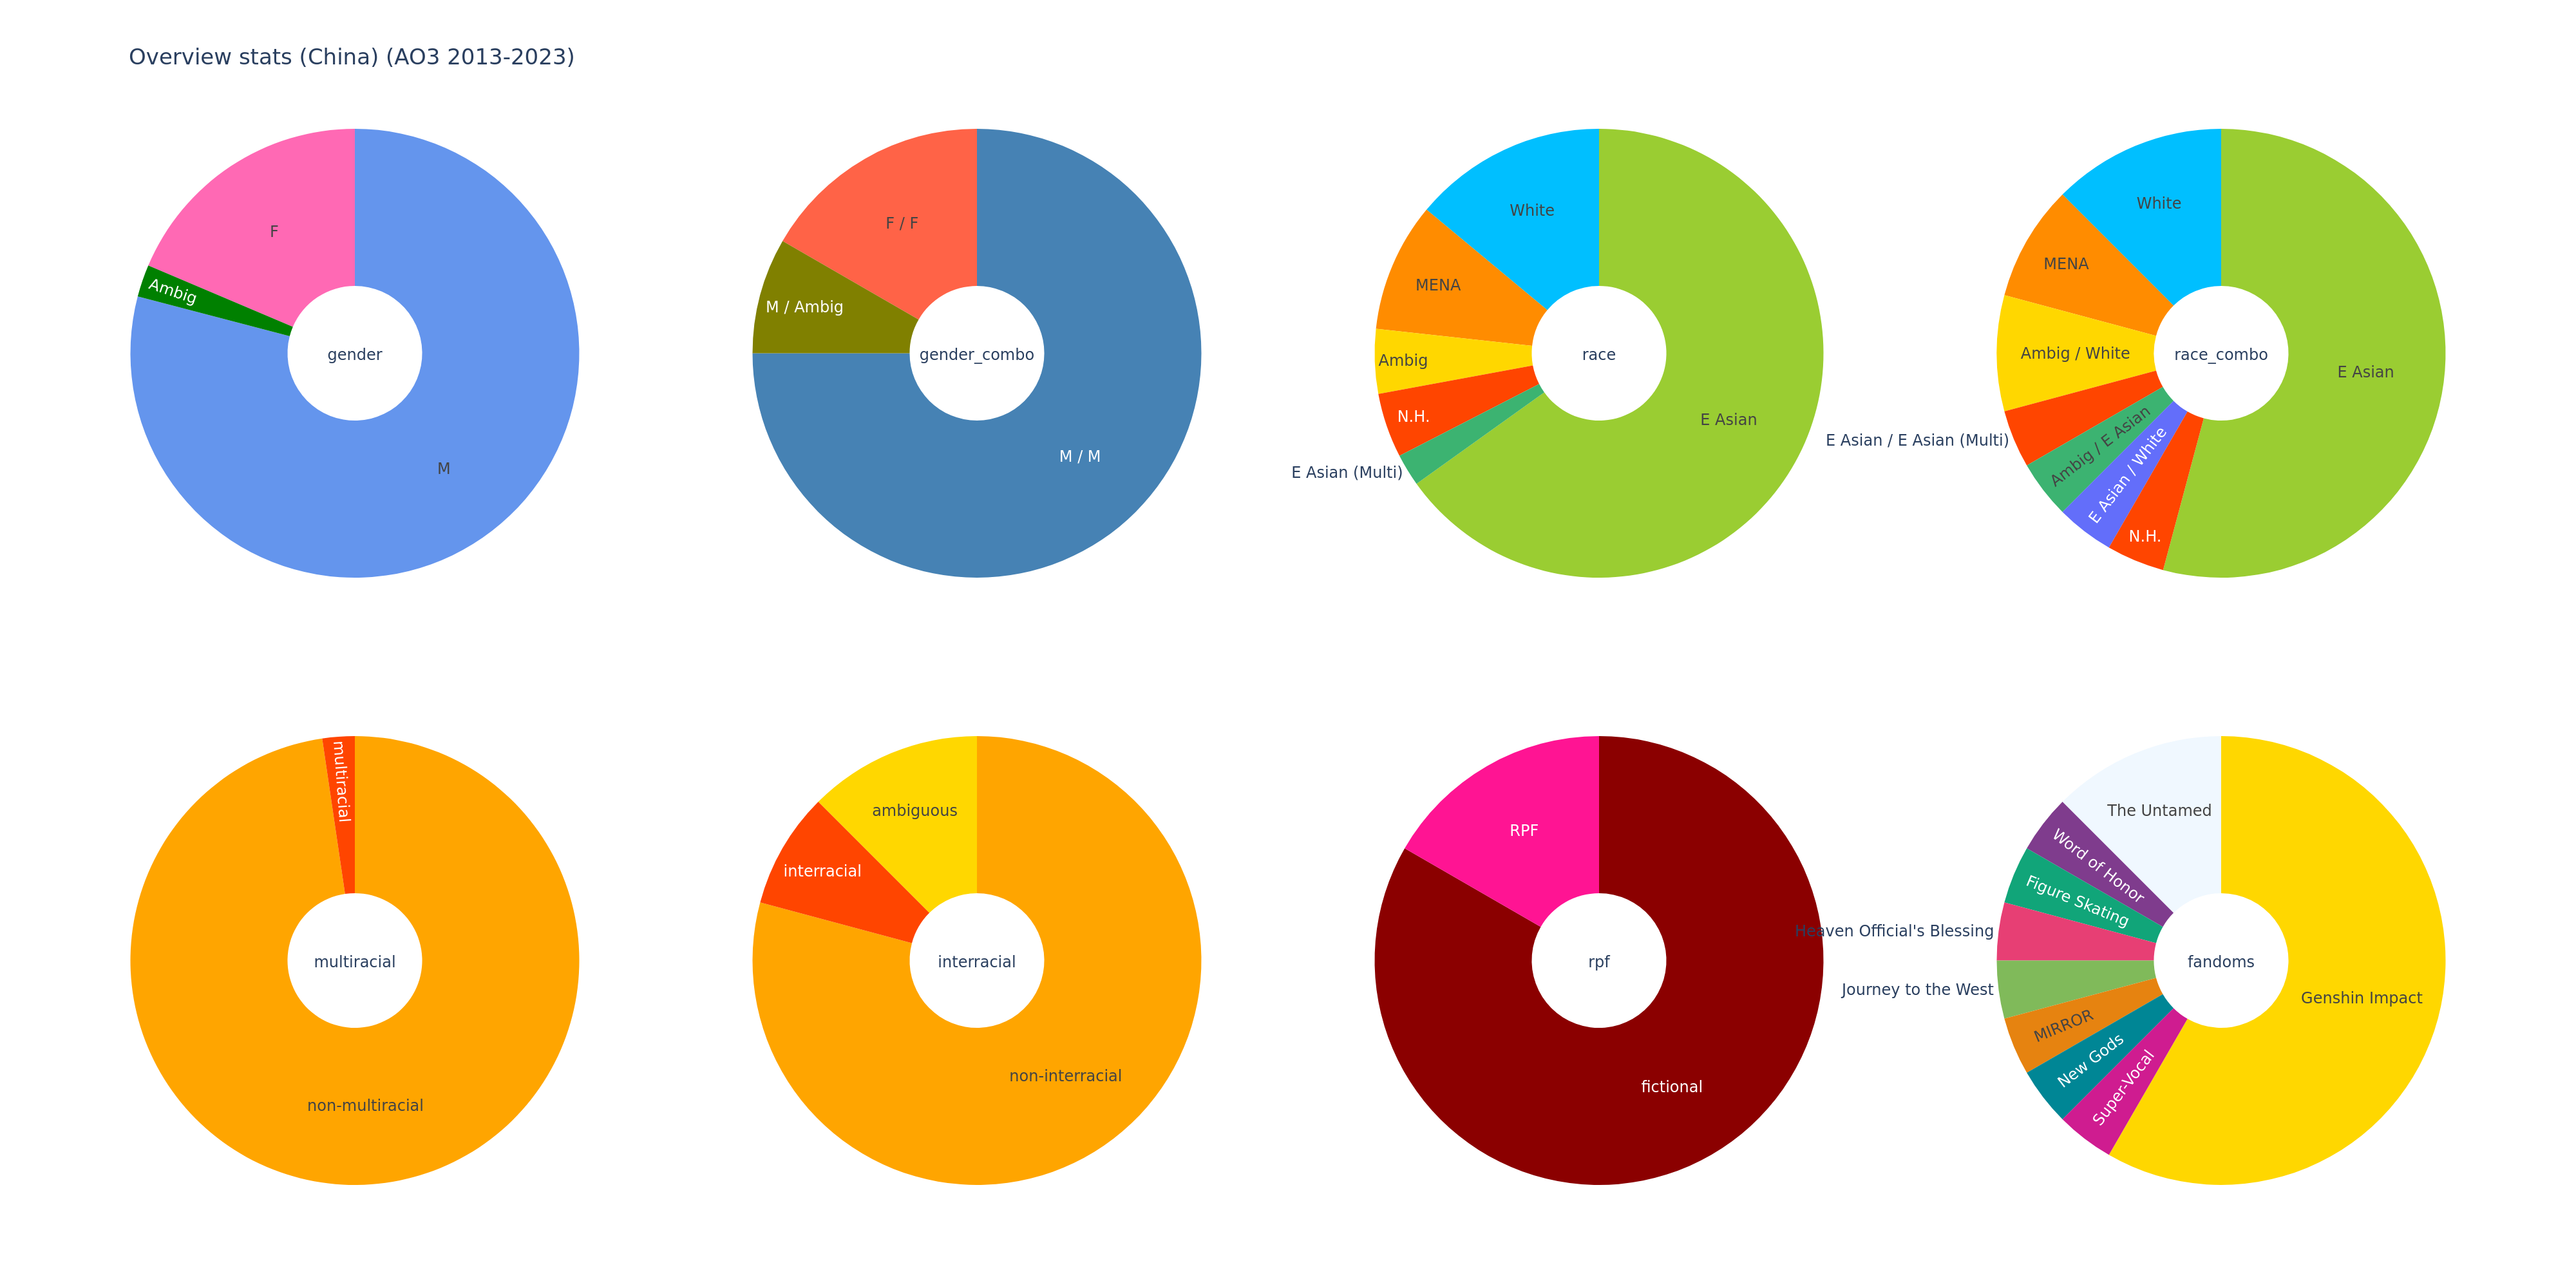 Overview stats (China) (AO3 2013-2023)
F
Ambig
gender
M
F / F
M / Ambig
gender_combo
M / M
White
MENA
Ambig
N.H.
E Asian (Multi)
race
E Asian
White
MENA
Ambig / White
E Asian / E Asian (Multi)
Ambig / E Asian
E Asian / White
N.H.
race_combo
E Asian
multiracial
multiracial
non-multiracial
ambiguous
interracial
interracial
non-interracial
RPF
rpf
fictional
The Untamed
Word of Honor
Figure Skating
Heaven Official's Blessing
Journey to the West
MIRROR
New Gods
Super-Vocal
fandoms
Genshin Impact